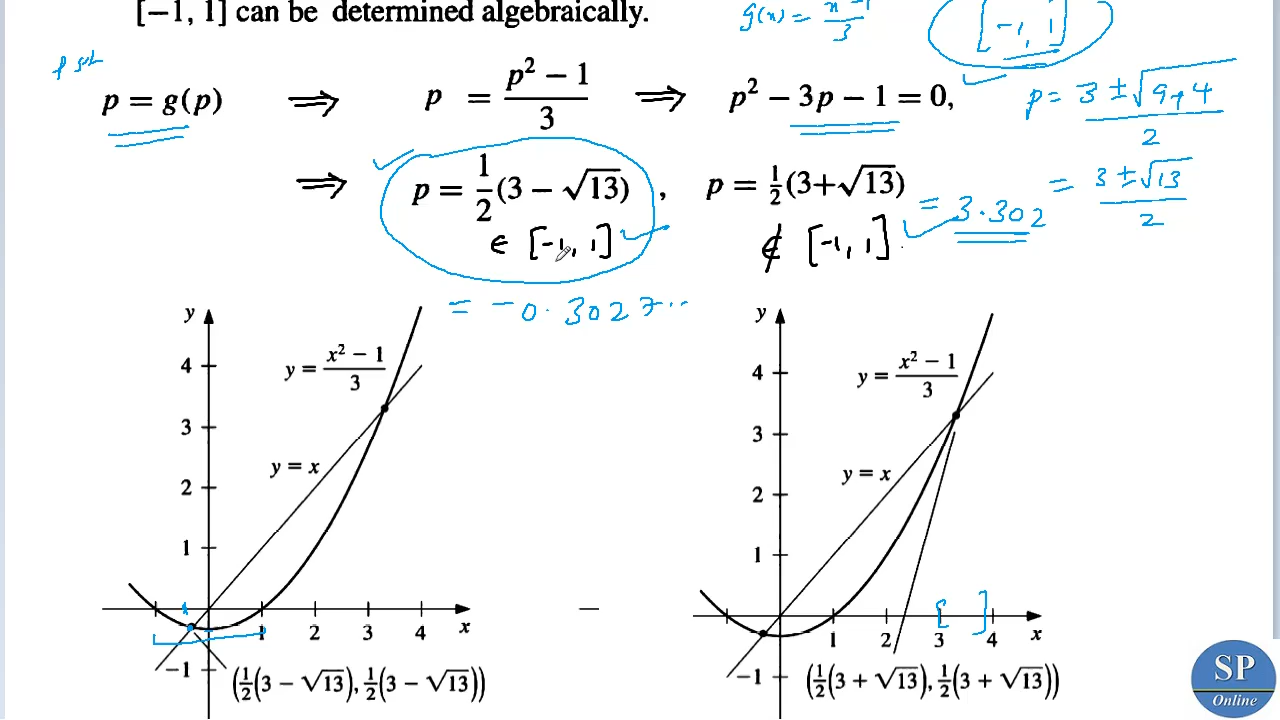 [−1, 1] can be determined algebraically.
g(x) =
[-1, 1]
p = g(p) ⟹ p = (p² − 1)/3 ⟹ p² − 3p − 1 = 0,
p = (3 ± √(9+4))/2
⟹ p = 1/2(3 − √13) , p = 1/2(3+√13)
= 3.302
= (3 ± √13)/2
∈ [-1, 1]
∉ [-1, 1]
= -0.3027...
y
4
3
2
1
−1
y = (x² − 1)/3
y = x
1 2 3 4 x
(1/2(3 − √13), 1/2(3 − √13))
y
4
3
2
1
−1
y = (x² − 1)/3
y = x
1 2 3 4 x
[ ]
(1/2(3 + √13), 1/2(3 + √13))
SP
Online